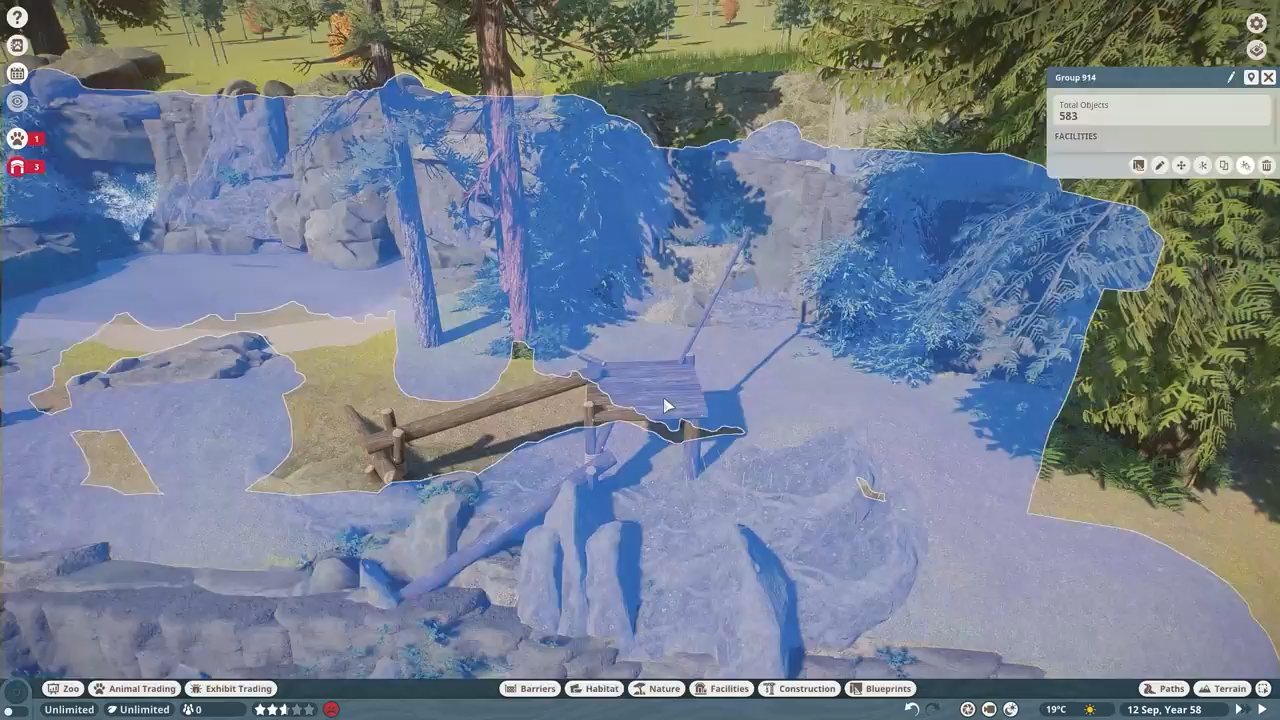 ?
Group 914
Total Objects
583
FACILITIES
1
3
Zoo
Animal Trading
Exhibit Trading
Barriers
Habitat
Nature
Facilities
Construction
Blueprints
Paths
Terrain
Unlimited
Unlimited
0
19°C
12 Sep, Year 58